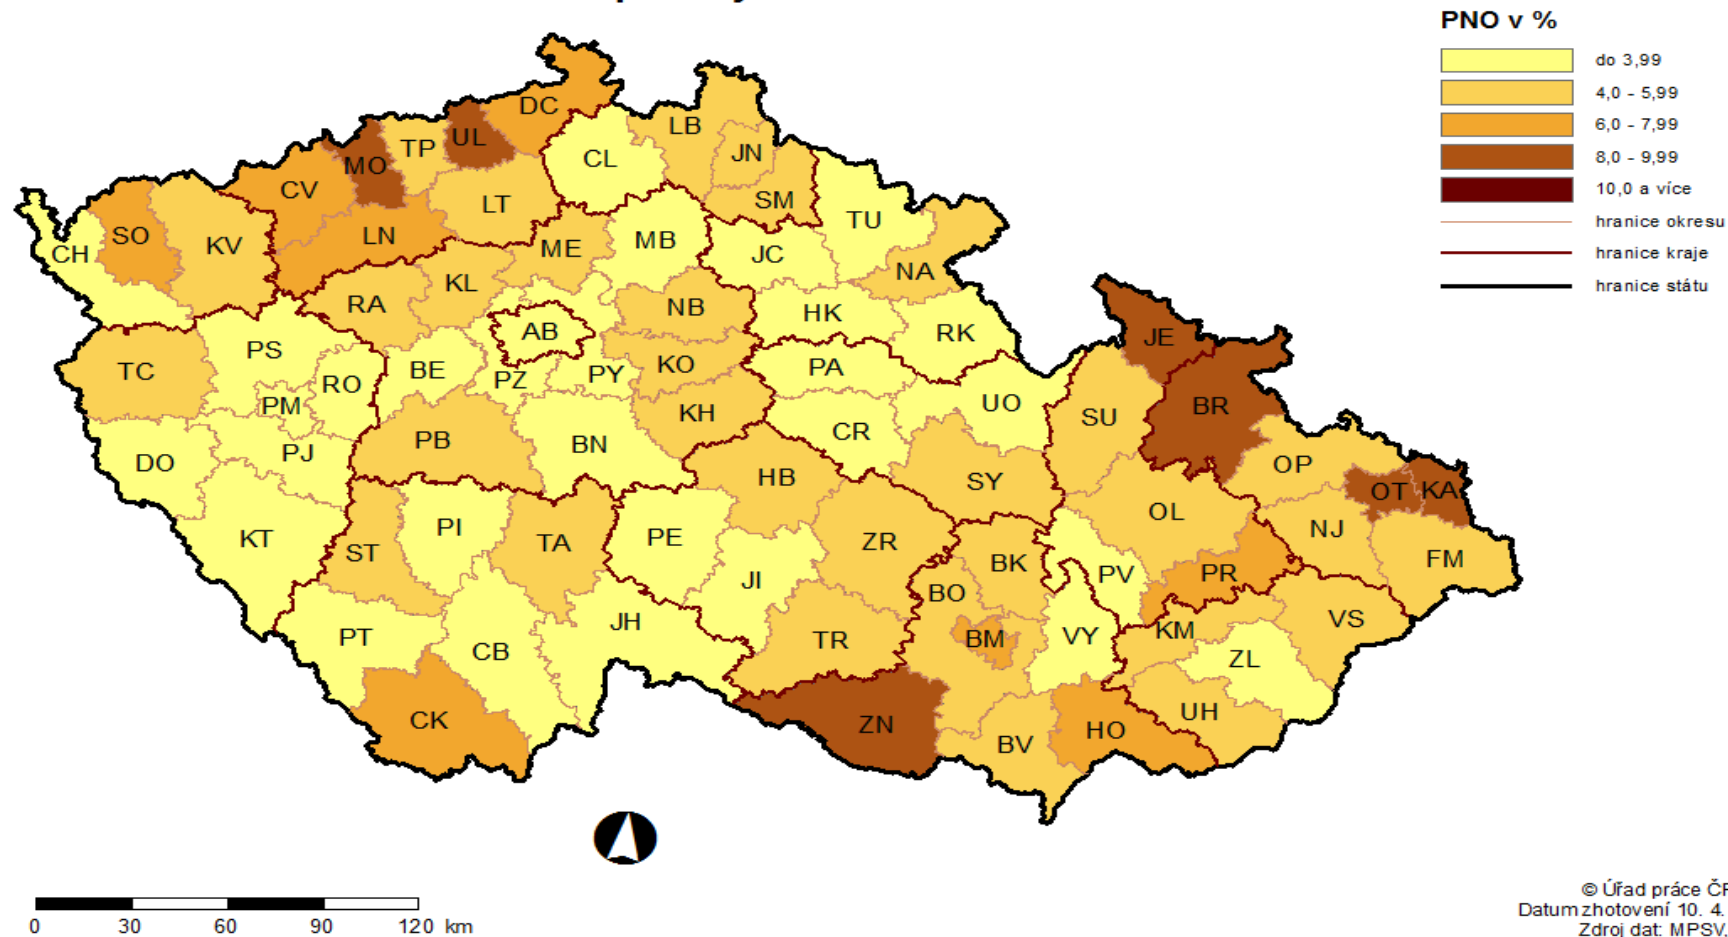 PNO v %
do 3,99
4,0 - 5,99
6,0 - 7,99
8,0 - 9,99
10,0 a více
hranice okresu
hranice kraje
hranice státu
DC
UL
LB
TP
JN
CL
MO
CV
SM
LT
TU
SO
KV
LN
ME
MB
JC
CH
NA
KL
RA
NB
HK
AB
RK
JE
PS
TC
KO
PA
RO
BE
PZ
PY
UO
PM
KH
BR
SU
CR
PB
BN
PJ
DO
OP
HB
SY
OT
KA
OL
PI
NJ
KT
ST
TA
PE
ZR
BK
FM
PV
PR
JI
BO
VS
JH
PT
TR
BM
VY
KM
CB
ZL
CK
ZN
UH
HO
BV
0 30 60 90 120 km
© Úřad práce
Datum zhotovení 10. 4.
Zdroj dat: MPSV,